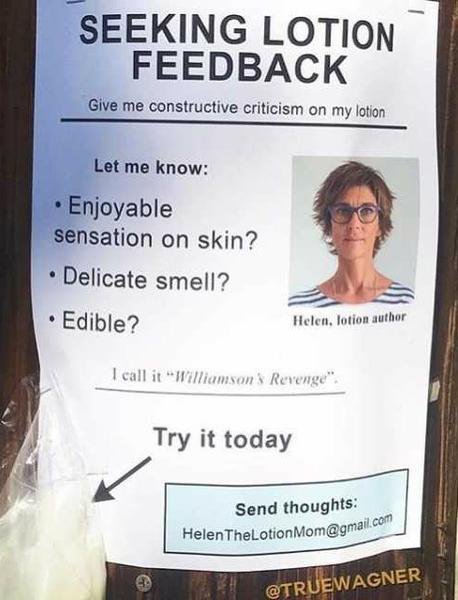 SEEKING LOTION
FEEDBACK
Give me constructive criticism on my lotion
Let me know:
• Enjoyable
sensation on skin?
• Delicate smell?
• Edible?
Helen, lotion author
I call it "Williamson's Revenge".
Try it today
Send thoughts:
HelenTheLotionMom@gmail.com
@TRUEWAGNER